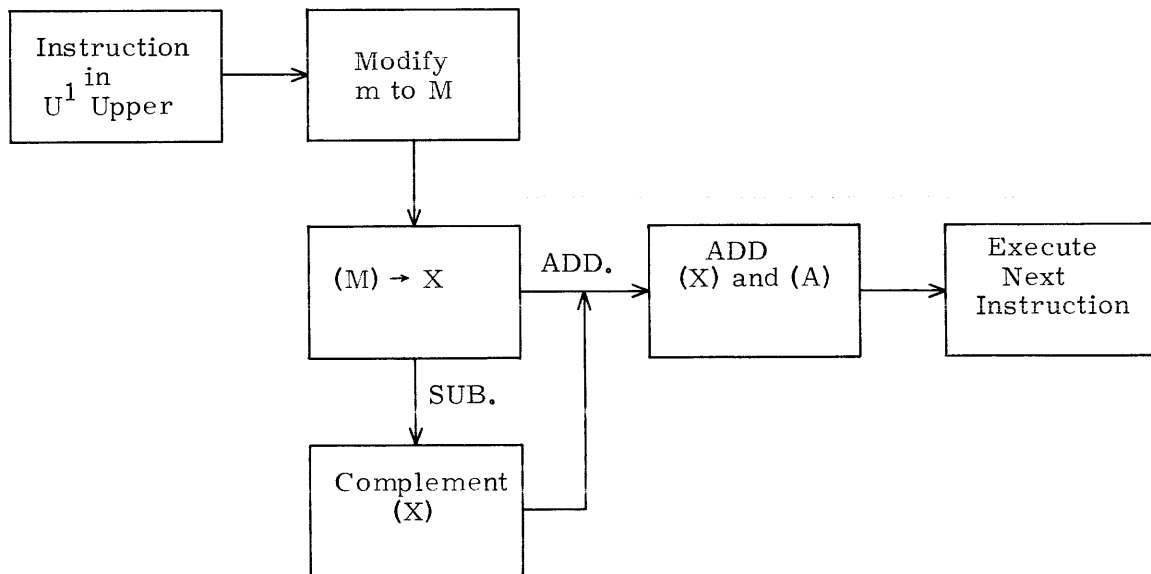 Instruction
in
U¹ Upper
Modify
m to M
(M) → X
ADD.
ADD
(X) and (A)
Execute
Next
Instruction
SUB.
Complement
(X)